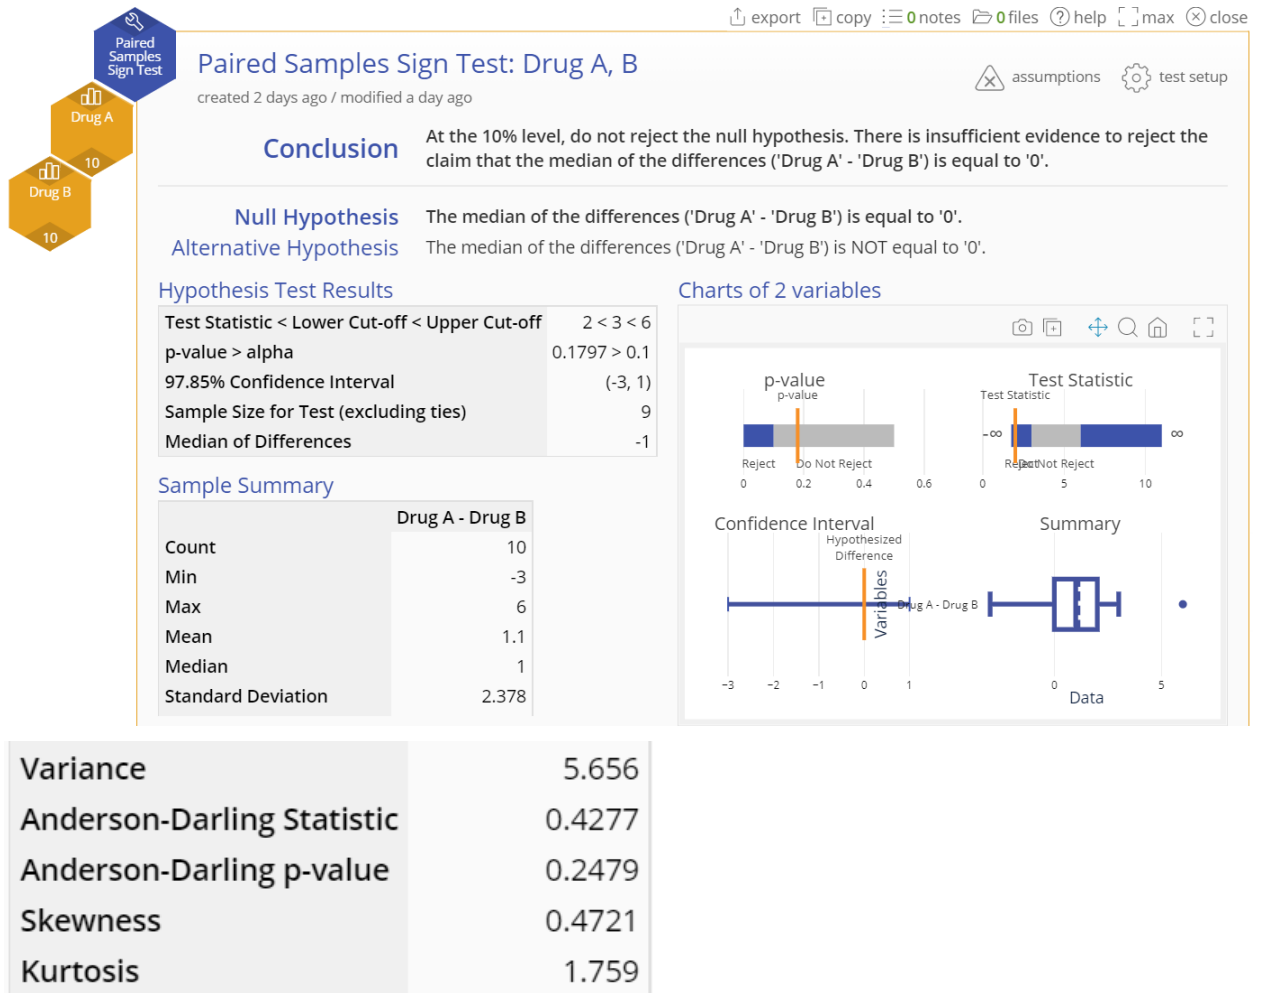 export copy 0 notes 0 files help max close
Paired
Samples
Sign Test
Drug A
10
Drug B
10
Paired Samples Sign Test: Drug A, B
created 2 days ago / modified a day ago
assumptions test setup
Conclusion
At the 10% level, do not reject the null hypothesis. There is insufficient evidence to reject the
claim that the median of the differences ('Drug A' - 'Drug B') is equal to '0'.
Null Hypothesis The median of the differences ('Drug A' - 'Drug B') is equal to '0'.
Alternative Hypothesis The median of the differences ('Drug A' - 'Drug B') is NOT equal to '0'.
Hypothesis Test Results
Test Statistic < Lower Cut-off < Upper Cut-off 2 < 3 < 6
p-value > alpha 0.1797 > 0.1
97.85% Confidence Interval (-3, 1)
Sample Size for Test (excluding ties) 9
Median of Differences -1
Sample Summary
Drug A - Drug B
Count 10
Min -3
Max 6
Mean 1.1
Median 1
Standard Deviation 2.378
Charts of 2 variables
p-value
p-value
Reject Do Not Reject
0 0.2 0.4 0.6
Test Statistic
Test Statistic
-∞ ∞
Reject Do Not Reject
0 5 10
Confidence Interval
Hypothesized
Difference
−3 −2 −1 0 1
Summary
Variables
Drug A - Drug B
0 5
Data
Variance 5.656
Anderson-Darling Statistic 0.4277
Anderson-Darling p-value 0.2479
Skewness 0.4721
Kurtosis 1.759